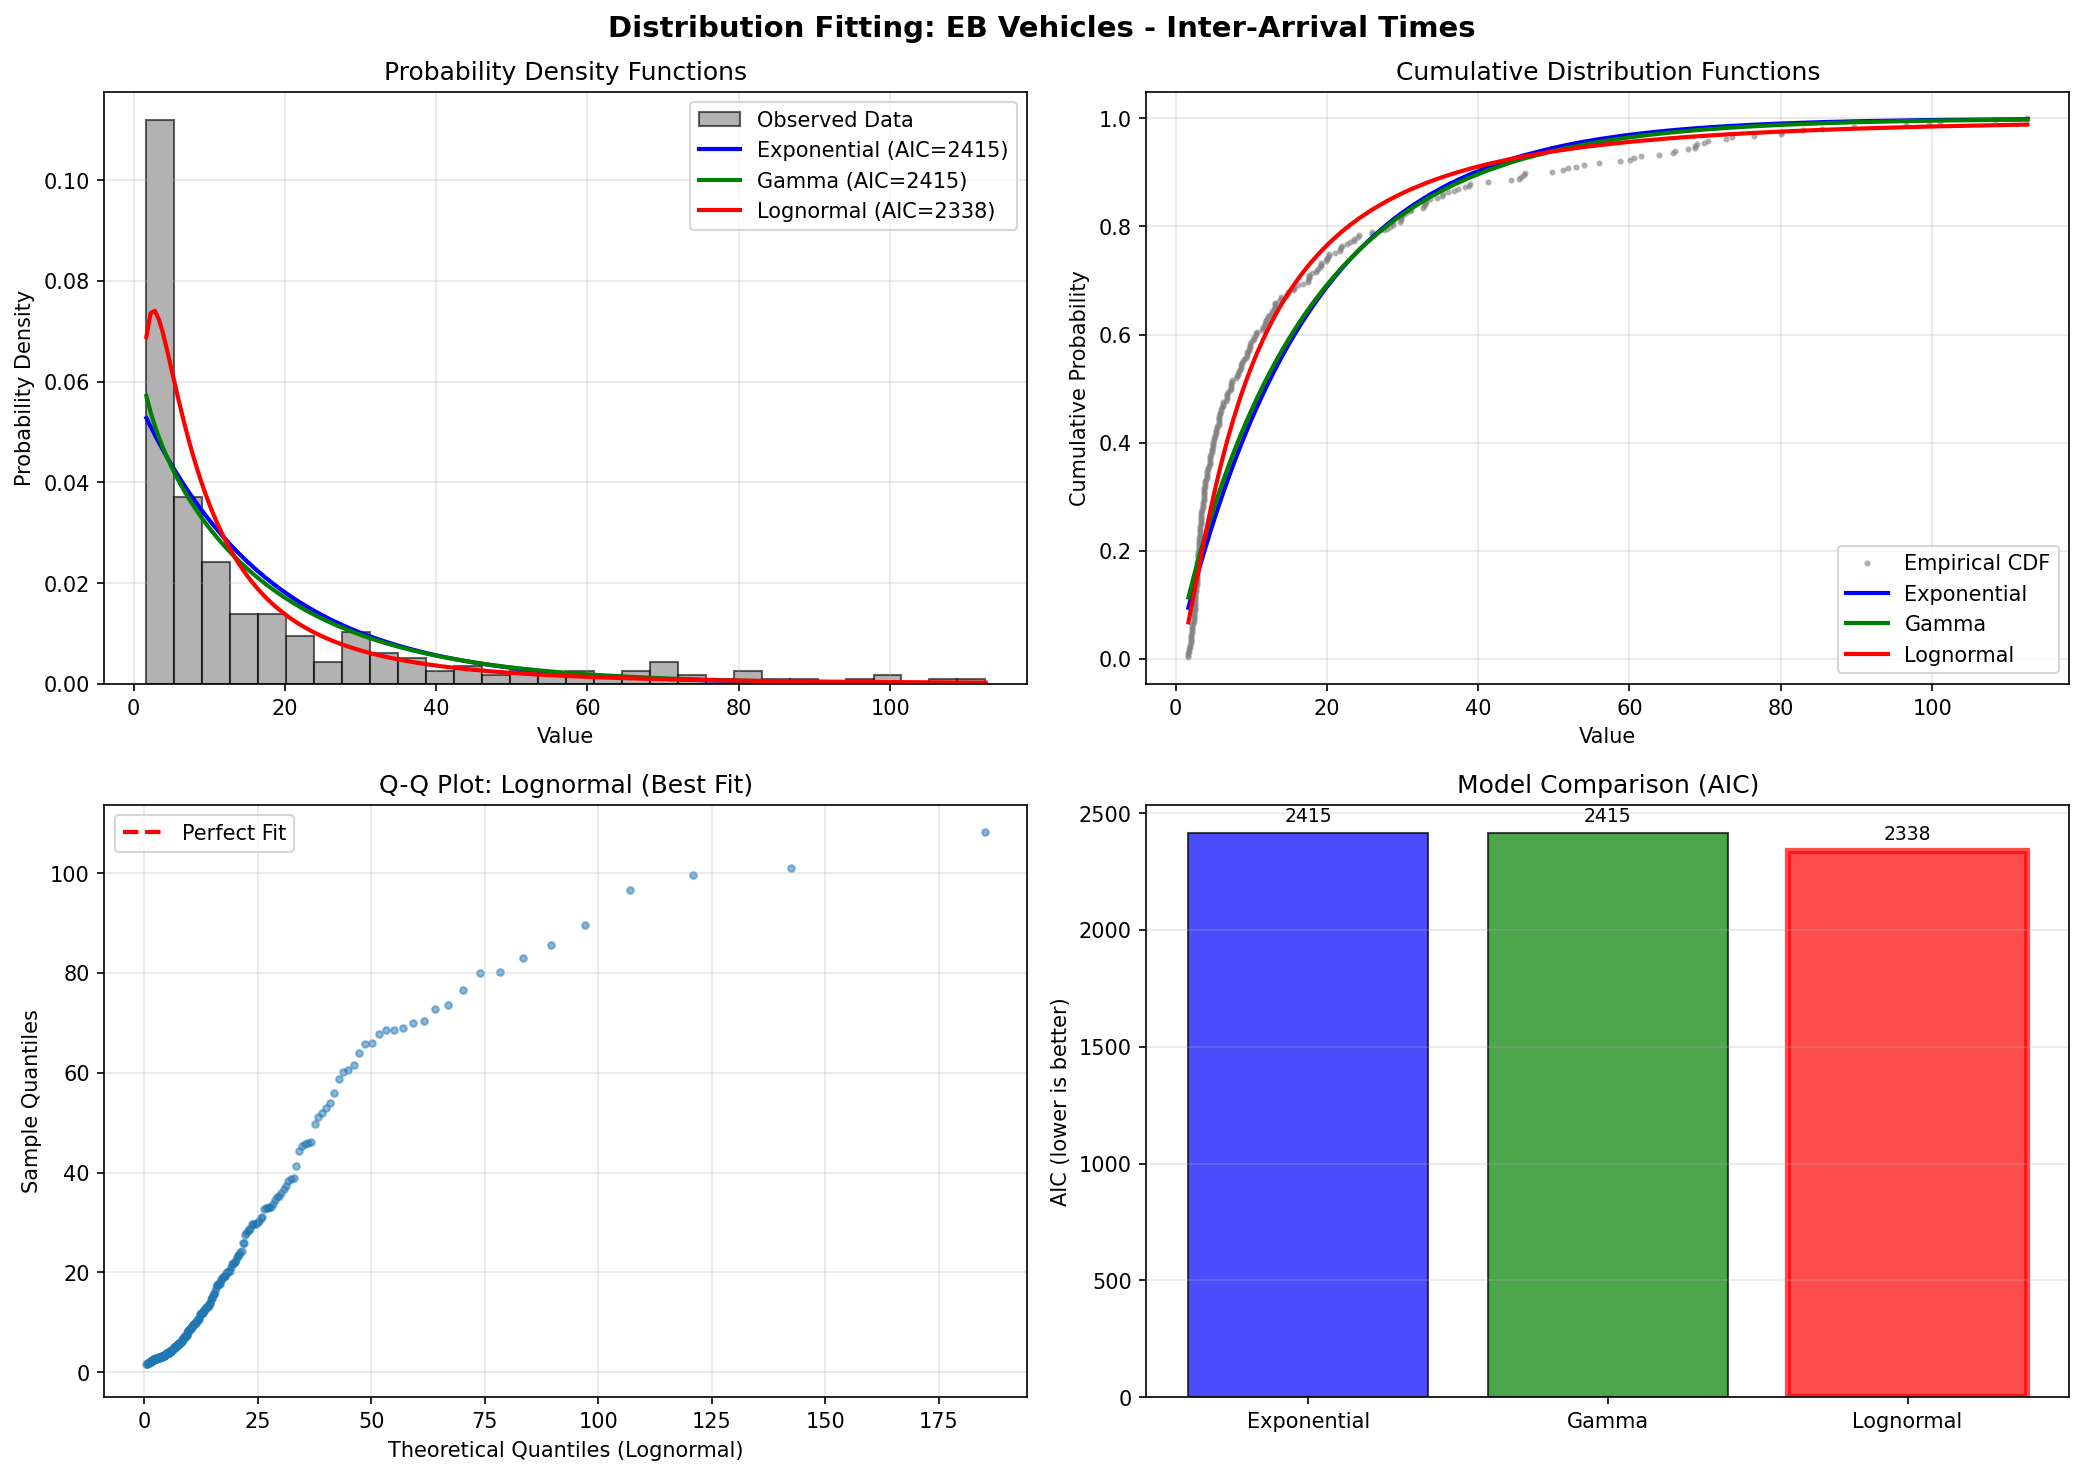 Distribution Fitting: EB Vehicles - Inter-Arrival Times
Probability Density Functions
Probability Density
0.10
0.08
0.06
0.04
0.02
0.00
0 20 40 60 80 100
Value
Observed Data
Exponential (AIC=2415)
Gamma (AIC=2415)
Lognormal (AIC=2338)
Cumulative Distribution Functions
Cumulative Probability
1.0
0.8
0.6
0.4
0.2
0.0
0 20 40 60 80 100
Value
Empirical CDF
Exponential
Gamma
Lognormal
Q-Q Plot: Lognormal (Best Fit)
Perfect Fit
Sample Quantiles
100
80
60
40
20
0
0 25 50 75 100 125 150 175
Theoretical Quantiles (Lognormal)
Model Comparison (AIC)
AIC (lower is better)
2500
2000
1500
1000
500
0
2415
2415
2338
Exponential Gamma Lognormal